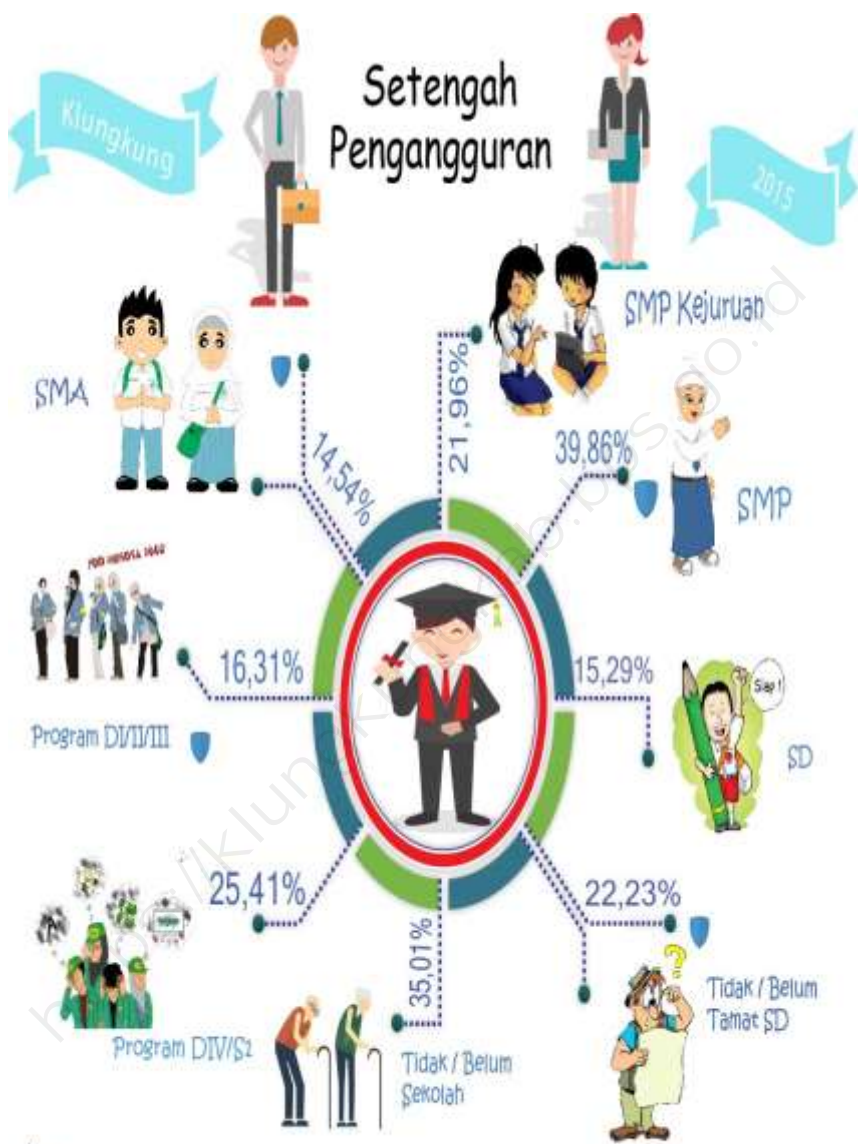 Klungkung
Setengah
Pengangguran
2015
SMP Kejuruan
SMA
21,96%
14,54%
39,86%
SMP
16,31%
15,29%
Siap !
Program DI/II/III
SD
25,41%
35,01%
22,23%
Tidak / Belum
Tamat SD
Program DIV/S2
Tidak / Belum
Sekolah